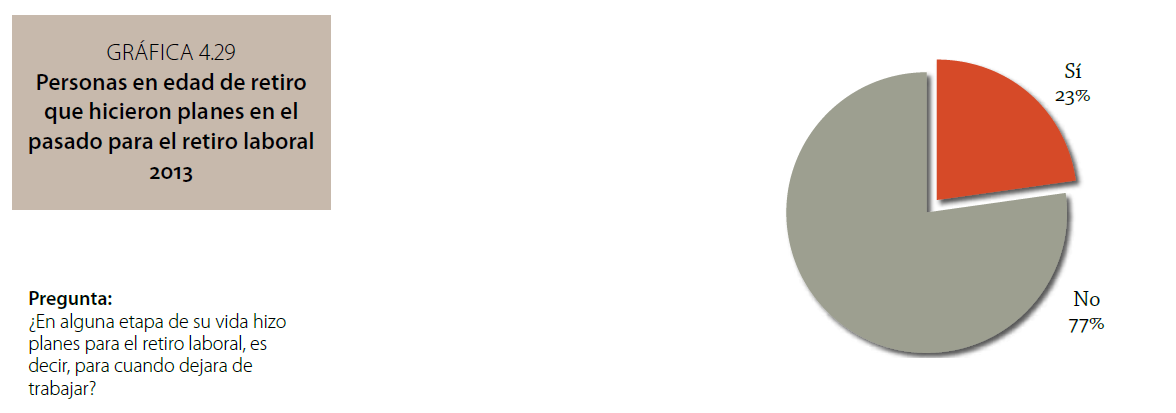 GRÁFICA 4.29
Personas en edad de retiro
que hicieron planes en el
pasado para el retiro laboral
2013
Sí
23%
No
77%
Pregunta:
¿En alguna etapa de su vida hizo
planes para el retiro laboral, es
decir, para cuando dejara de
trabajar?